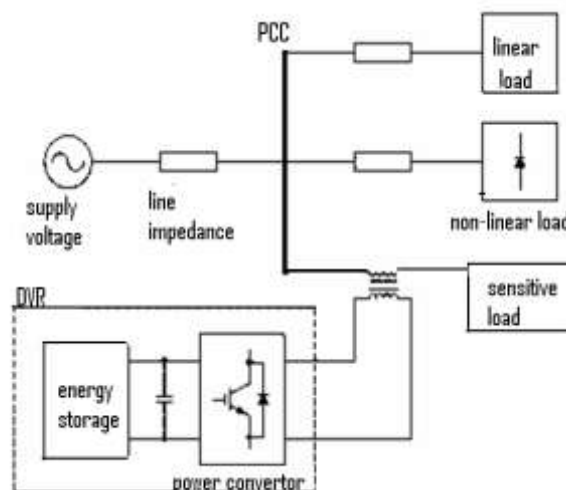 PCC
linear
load
supply
voltage
line
impedance
non-linear load
DVR
sensitive
load
energy
storage
power convertor